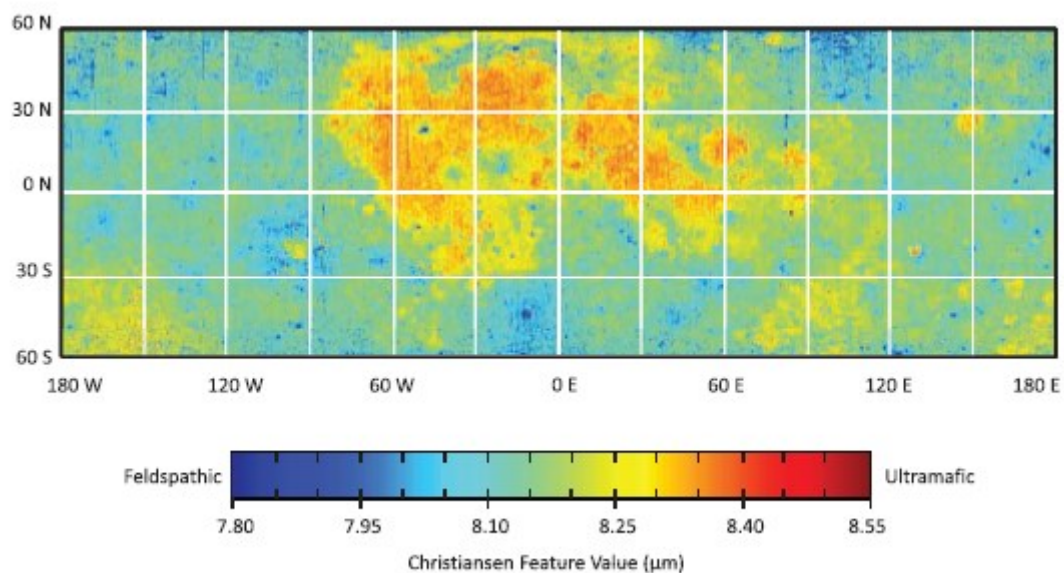 60 N
30 N
0 N
30 S
60 S
180 W 120 W 60 W 0 E 60 E 120 E 180 E
Feldspathic Ultramafic
7.80 7.95 8.10 8.25 8.40 8.55
Christiansen Feature Value (µm)